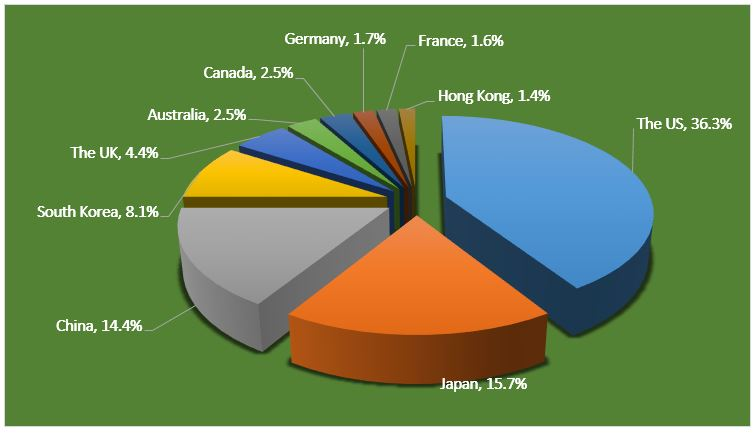 Germany, 1.7%
France, 1.6%
Canada, 2.5%
Hong Kong, 1.4%
Australia, 2.5%
The US, 36.3%
The UK, 4.4%
South Korea, 8.1%
China, 14.4%
Japan, 15.7%